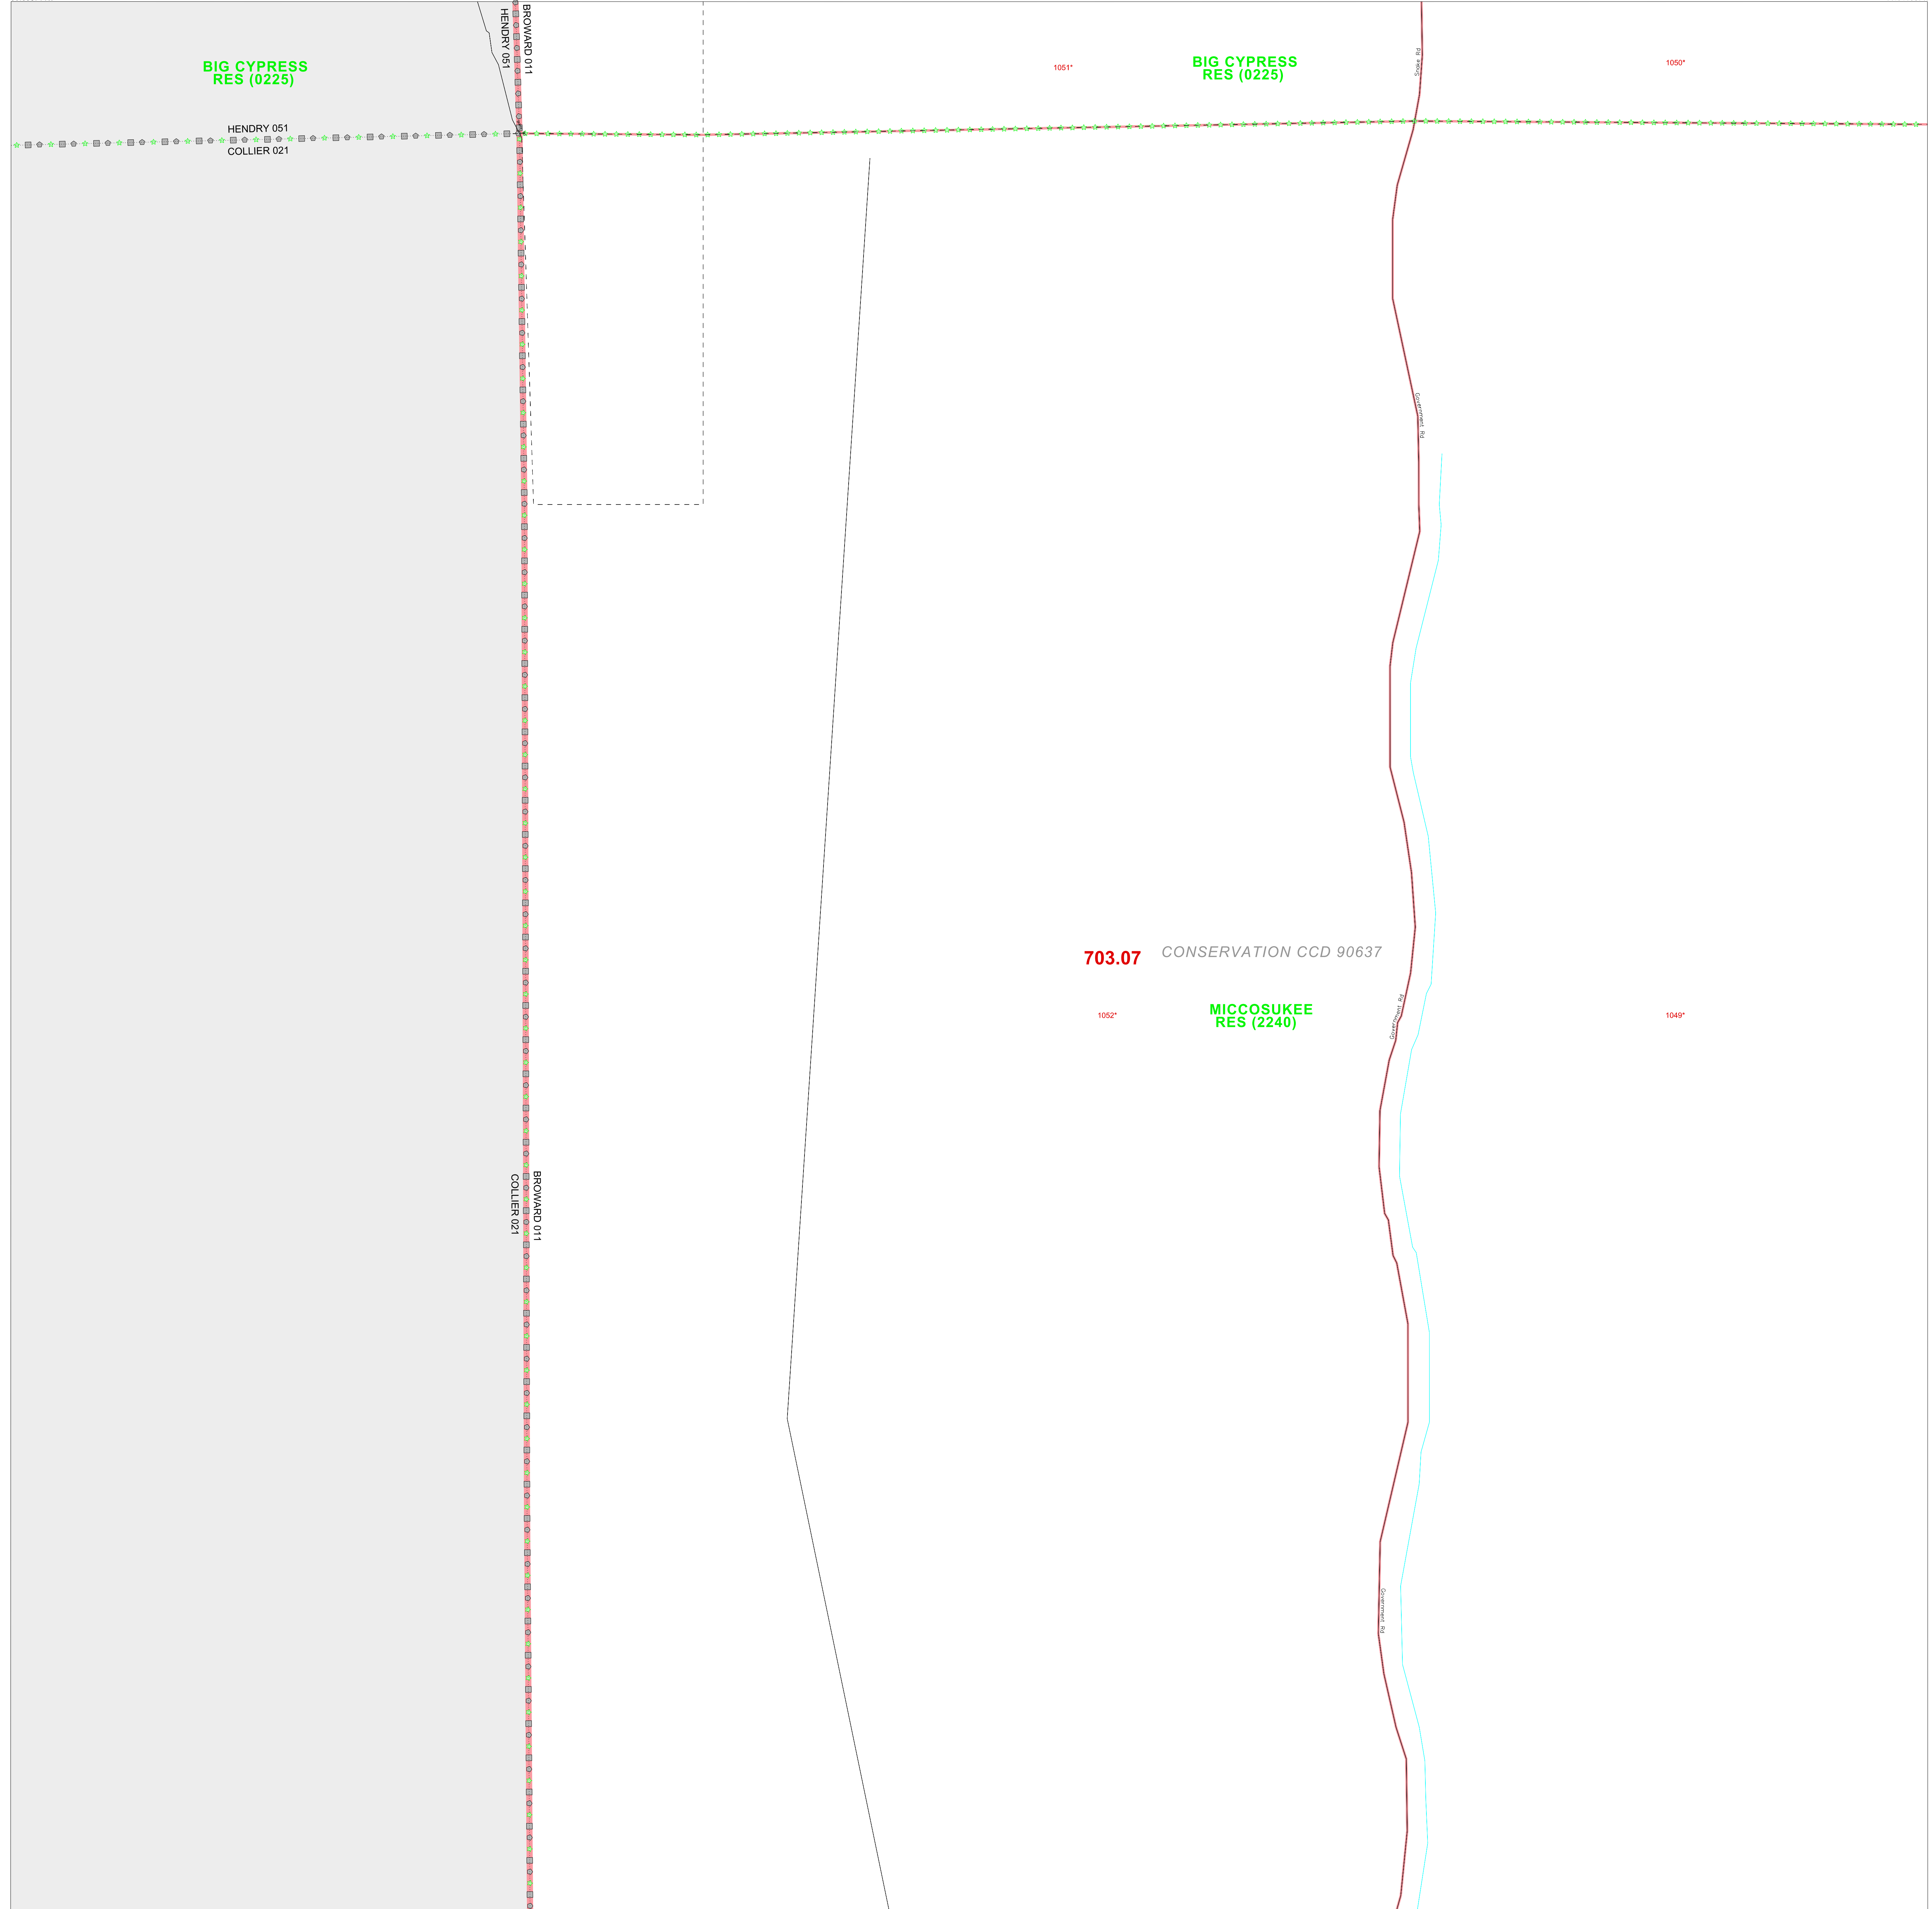 BIG CYPRESS
RES (0225)
HENDRY 051
BROWARD 011
1051*
BIG CYPRESS
RES (0225)
Snake Rd
1050*
HENDRY 051
COLLIER 021
Government Rd
703.07
CONSERVATION CCD 90637
MICCOSUKEE
RES (2240)
1052*
Government Rd
1049*
COLLIER 021
BROWARD 011
Government Rd